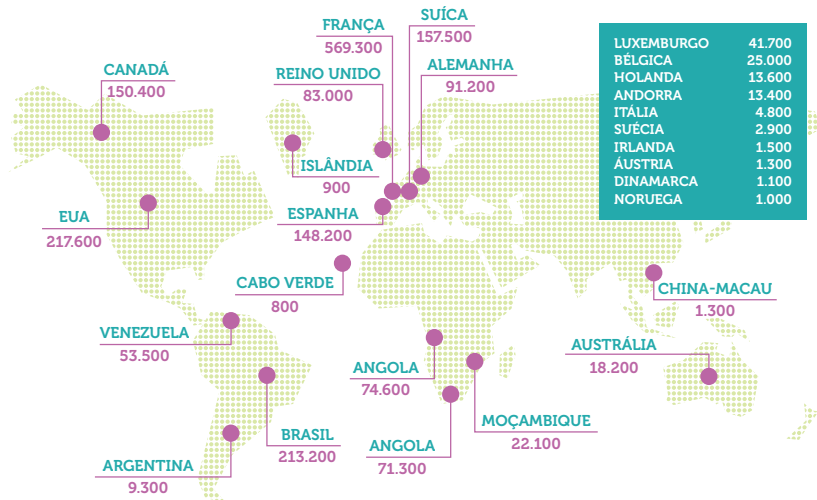 SUÍCA
157.500
FRANÇA
569.300
ALEMANHA
91.200
REINO UNIDO
83.000
CANADÁ
150.400
ISLÂNDIA
900
EUA
217.600
ESPANHA
148.200
CABO VERDE
800
VENEZUELA
53.500
ANGOLA
74.600
BRASIL
213.200
ANGOLA
71.300
ARGENTINA
9.300
MOÇAMBIQUE
22.100
CHINA-MACAU
1.300
AUSTRÁLIA
18.200
LUXEMBURGO 41.700
BÉLGICA 25.000
HOLANDA 13.600
ANDORRA 13.400
ITÁLIA 4.800
SUÉCIA 2.900
IRLANDA 1.500
ÁUSTRIA 1.300
DINAMARCA 1.100
NORUEGA 1.000